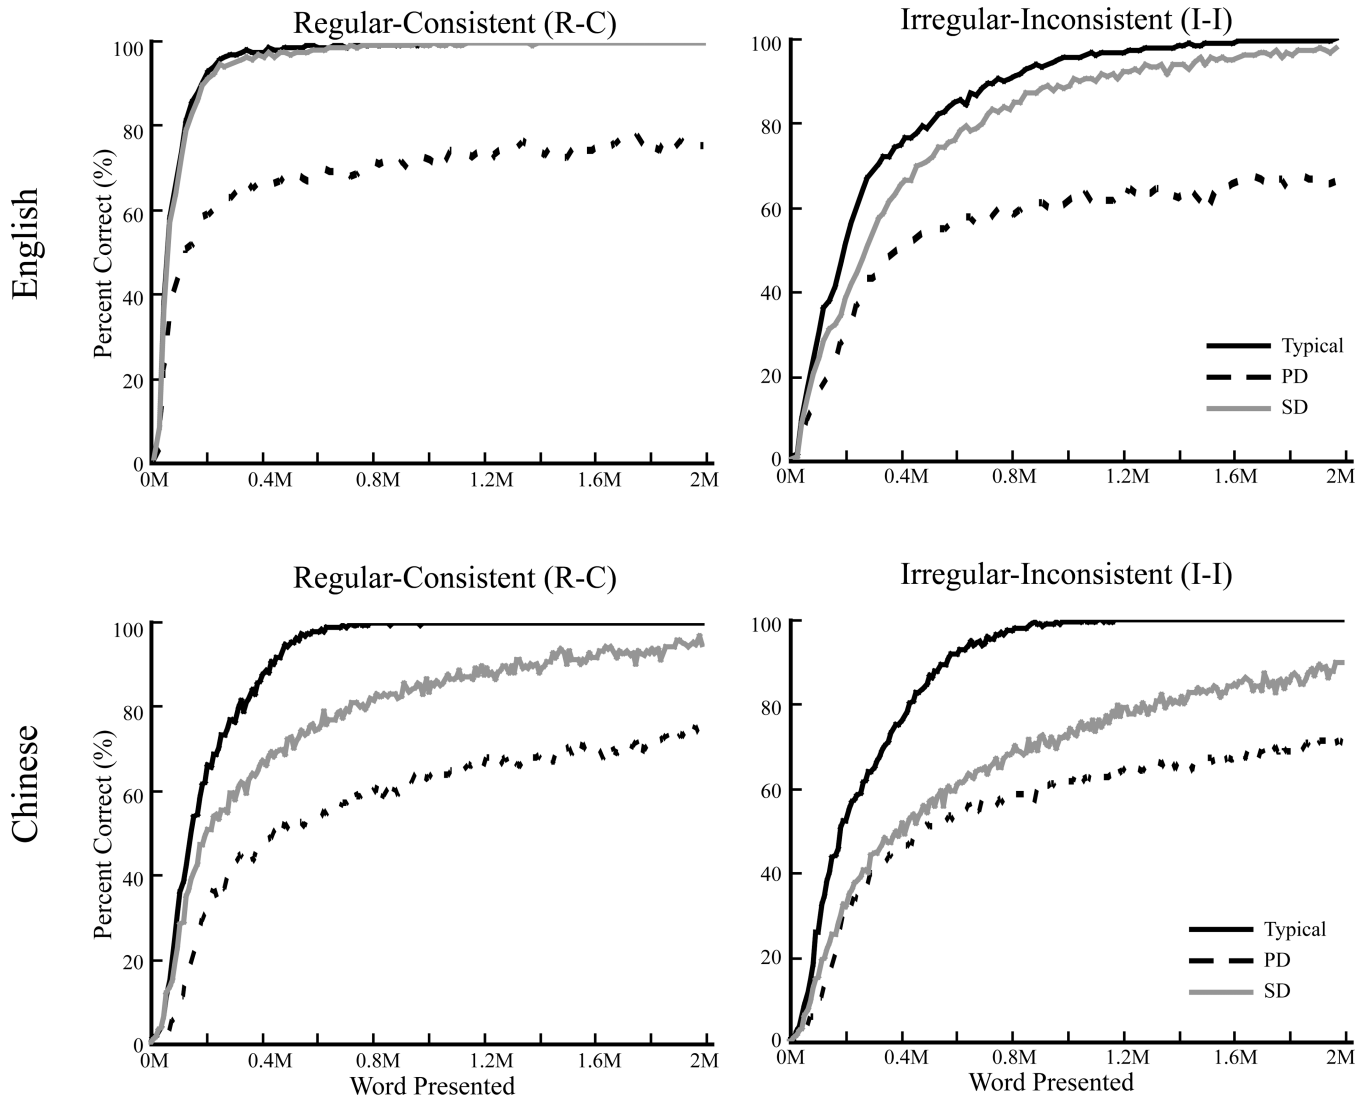 Regular-Consistent (R-C)
Irregular-Inconsistent (I-I)
English
Percent Correct (%)
100
80
60
40
20
0
0M
0.4M
0.8M
1.2M
1.6M
2M
100
80
60
40
20
0
0M
0.4M
0.8M
1.2M
1.6M
2M
Typical
PD
SD
Regular-Consistent (R-C)
Irregular-Inconsistent (I-I)
Chinese
Percent Correct (%)
100
80
60
40
20
0
0M
0.4M
0.8M
1.2M
1.6M
2M
Word Presented
100
80
60
40
20
0
0M
0.4M
0.8M
1.2M
1.6M
2M
Word Presented
Typical
PD
SD